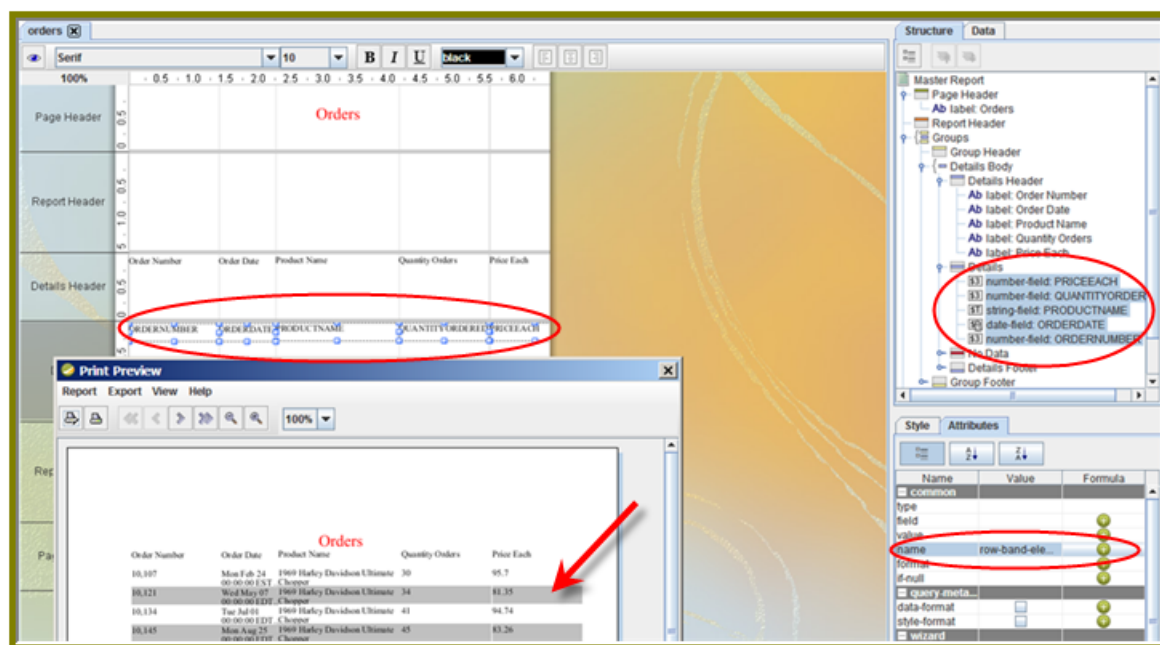 orders
Structure Data
Serif 10 B I U black
100% 0.5 1.0 1.5 2.0 2.5 3.0 3.5 4.0 4.5 5.0 5.5 6.0
Page Header
Orders
Report Header
Order Number Order Date Product Name Quantity Orders Price Each
Details Header
ORDERNUMBER ORDERDATE PRODUCTNAME QUANTITYORDERED PRICEEACH
Master Report
Page Header
Ab label: Orders
Report Header
Groups
Group Header
Details Body
Details Header
Ab label: Order Number
Ab label: Order Date
Ab label: Product Name
Ab label: Quantity Orders
Ab label: Price Each
Details
number-field: PRICEEACH
number-field: QUANTITYORDER
string-field: PRODUCTNAME
date-field: ORDERDATE
number-field: ORDERNUMBER
No Data
Details Footer
Group Footer
Print Preview
Report Export View Help
100%
Orders
Order Number Order Date Product Name Quantity Orders Price Each
10,107 Mon Feb 24 1969 Harley Davidson Ultimate 30 95.7
00:00:00 EST Chopper
10,121 Wed May 07 1969 Harley Davidson Ultimate 34 81.35
00:00:00 EDT Chopper
10,134 Tue Jul 01 1969 Harley Davidson Ultimate 41 94.74
00:00:00 EDT Chopper
10,145 Mon Aug 25 1969 Harley Davidson Ultimate 45 83.26
00:00:00 EDT Chopper
Style Attributes
Name Value Formula
common
type
field
value
name row-band-ele...
format
if-null
query-meta...
data-format
style-format
wizard